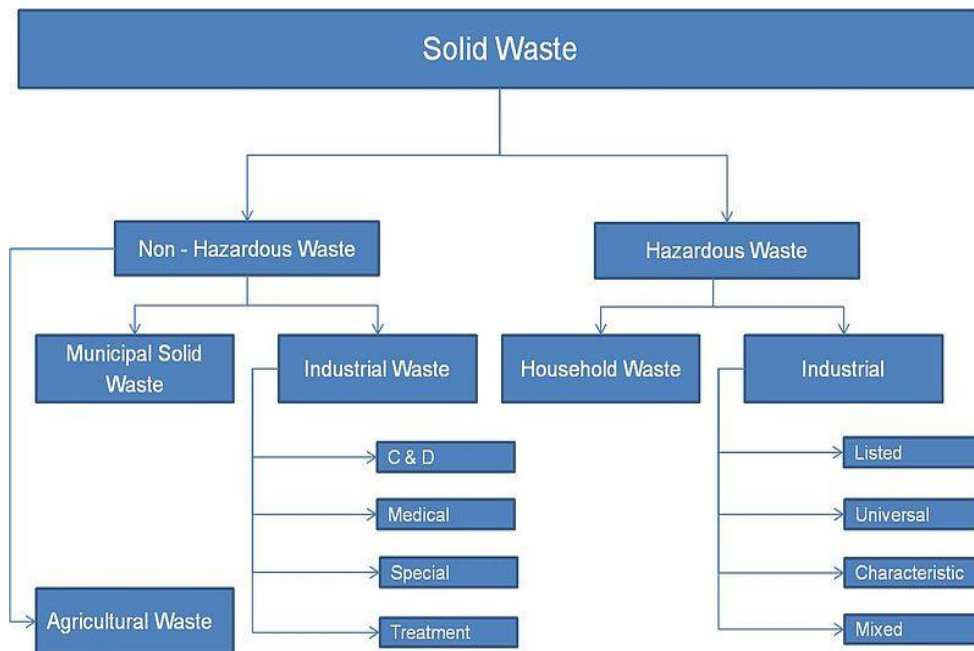 Solid Waste
Non - Hazardous Waste
Hazardous Waste
Municipal Solid
Waste
Industrial Waste
Household Waste
Industrial
C & D
Medical
Special
Treatment
Listed
Universal
Characteristic
Mixed
Agricultural Waste